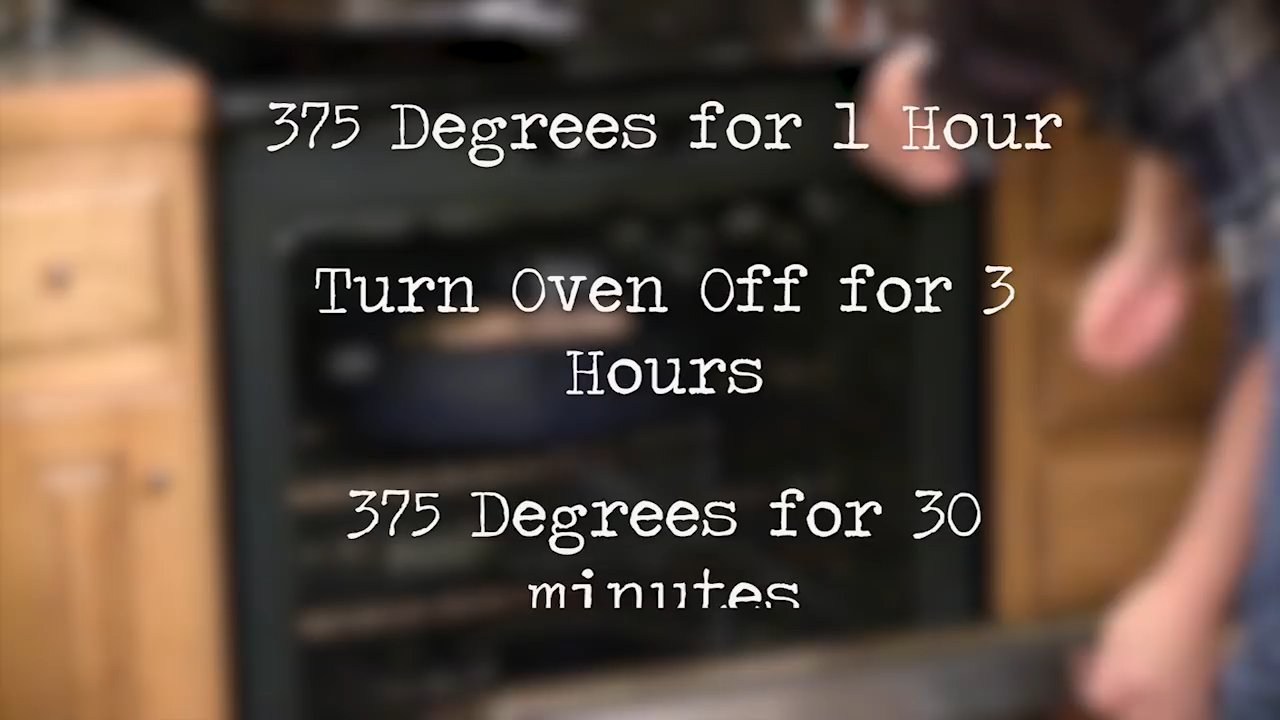 375 Degrees for 1 Hour
Turn Oven Off for 3
Hours
375 Degrees for 30
minutes